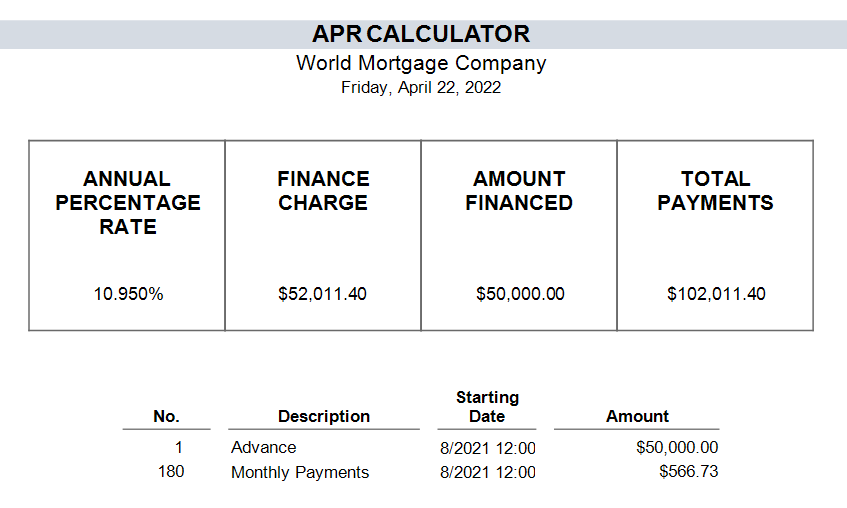 APR CALCULATOR
World Mortgage Company
Friday, April 22, 2022
ANNUAL PERCENTAGE RATE
10.950%
FINANCE CHARGE
$52,011.40
AMOUNT FINANCED
$50,000.00
TOTAL PAYMENTS
$102,011.40
No. Description Starting Date Amount
1 Advance 8/2021 12:00 $50,000.00
180 Monthly Payments 8/2021 12:00 $566.73